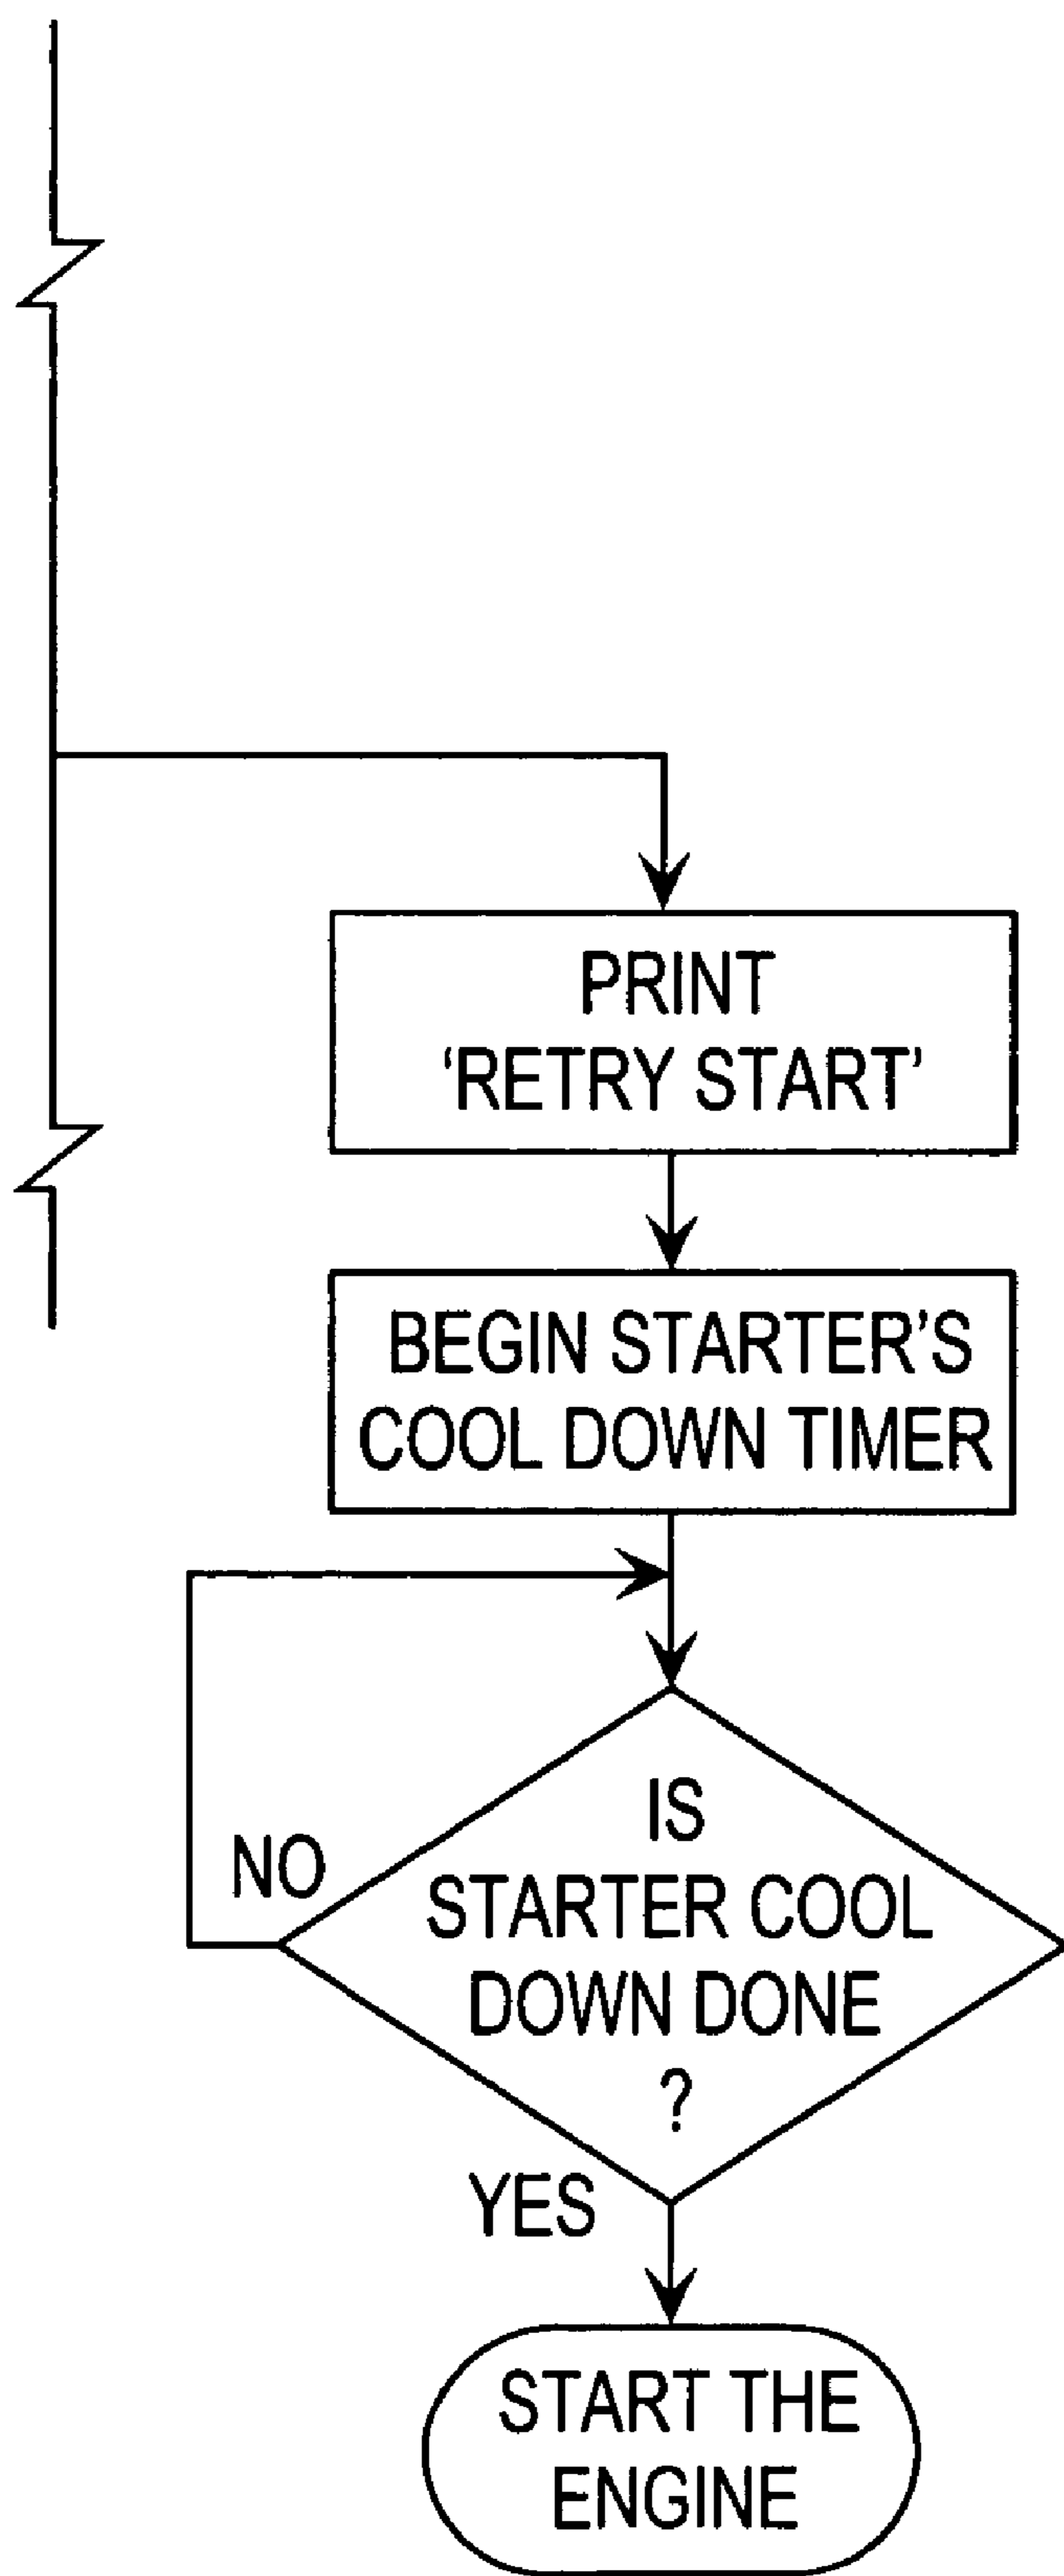 PRINT
‘RETRY START’
BEGIN STARTER’S
COOL DOWN TIMER
IS
STARTER COOL
DOWN DONE
?
NO
YES
START THE
ENGINE